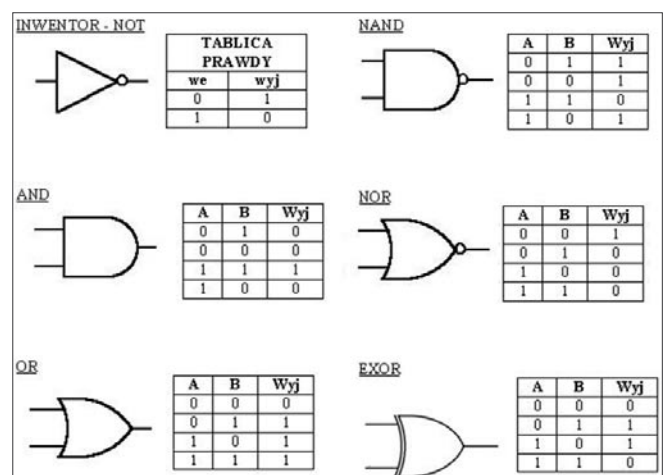 INWENTOR - NOT
TABLICA
PRAWDY
we wyj
0 1
1 0
NAND
A B Wyj
0 1 1
0 0 1
1 1 0
1 0 1
AND
A B Wyj
0 1 0
0 0 0
1 1 1
1 0 0
NOR
A B Wyj
0 0 1
0 1 0
1 0 0
1 1 0
OR
A B Wyj
0 0 0
0 1 1
1 0 1
1 1 1
EXOR
A B Wyj
0 0 0
0 1 1
1 0 1
1 1 0